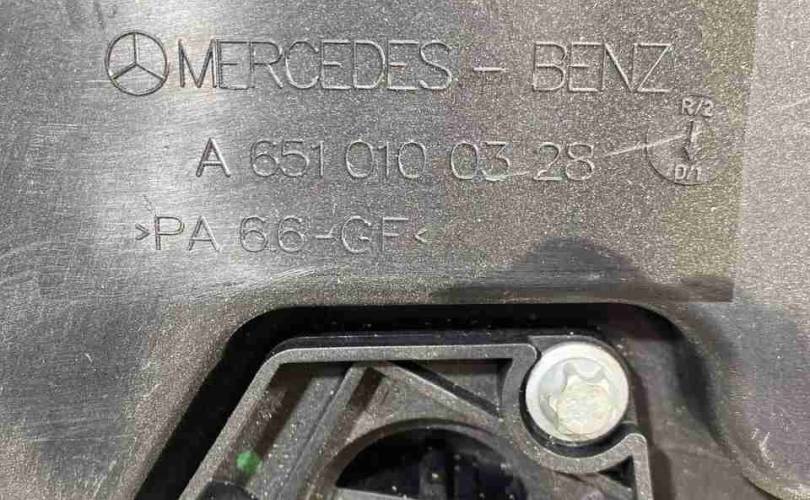 MERCEDES - BENZ
R/2
A 651 010 03 28
D/1
>PA 66-GF<